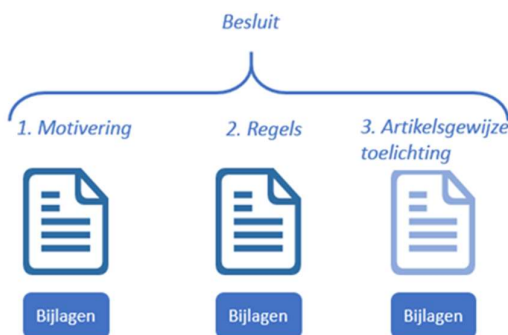 Besluit
1. Motivering
2. Regels
3. Artikelsgewijze
toelichting
Bijlagen
Bijlagen
Bijlagen